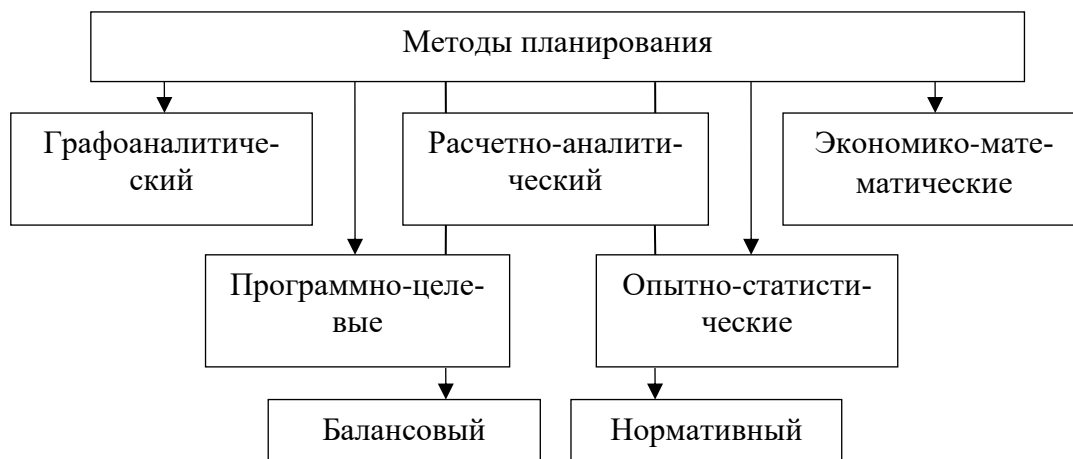 Методы планирования
Графоаналитиче-
ский
Расчетно-аналити-
ческий
Экономико-мате-
матические
Программно-целе-
вые
Опытно-статисти-
ческие
Балансовый
Нормативный